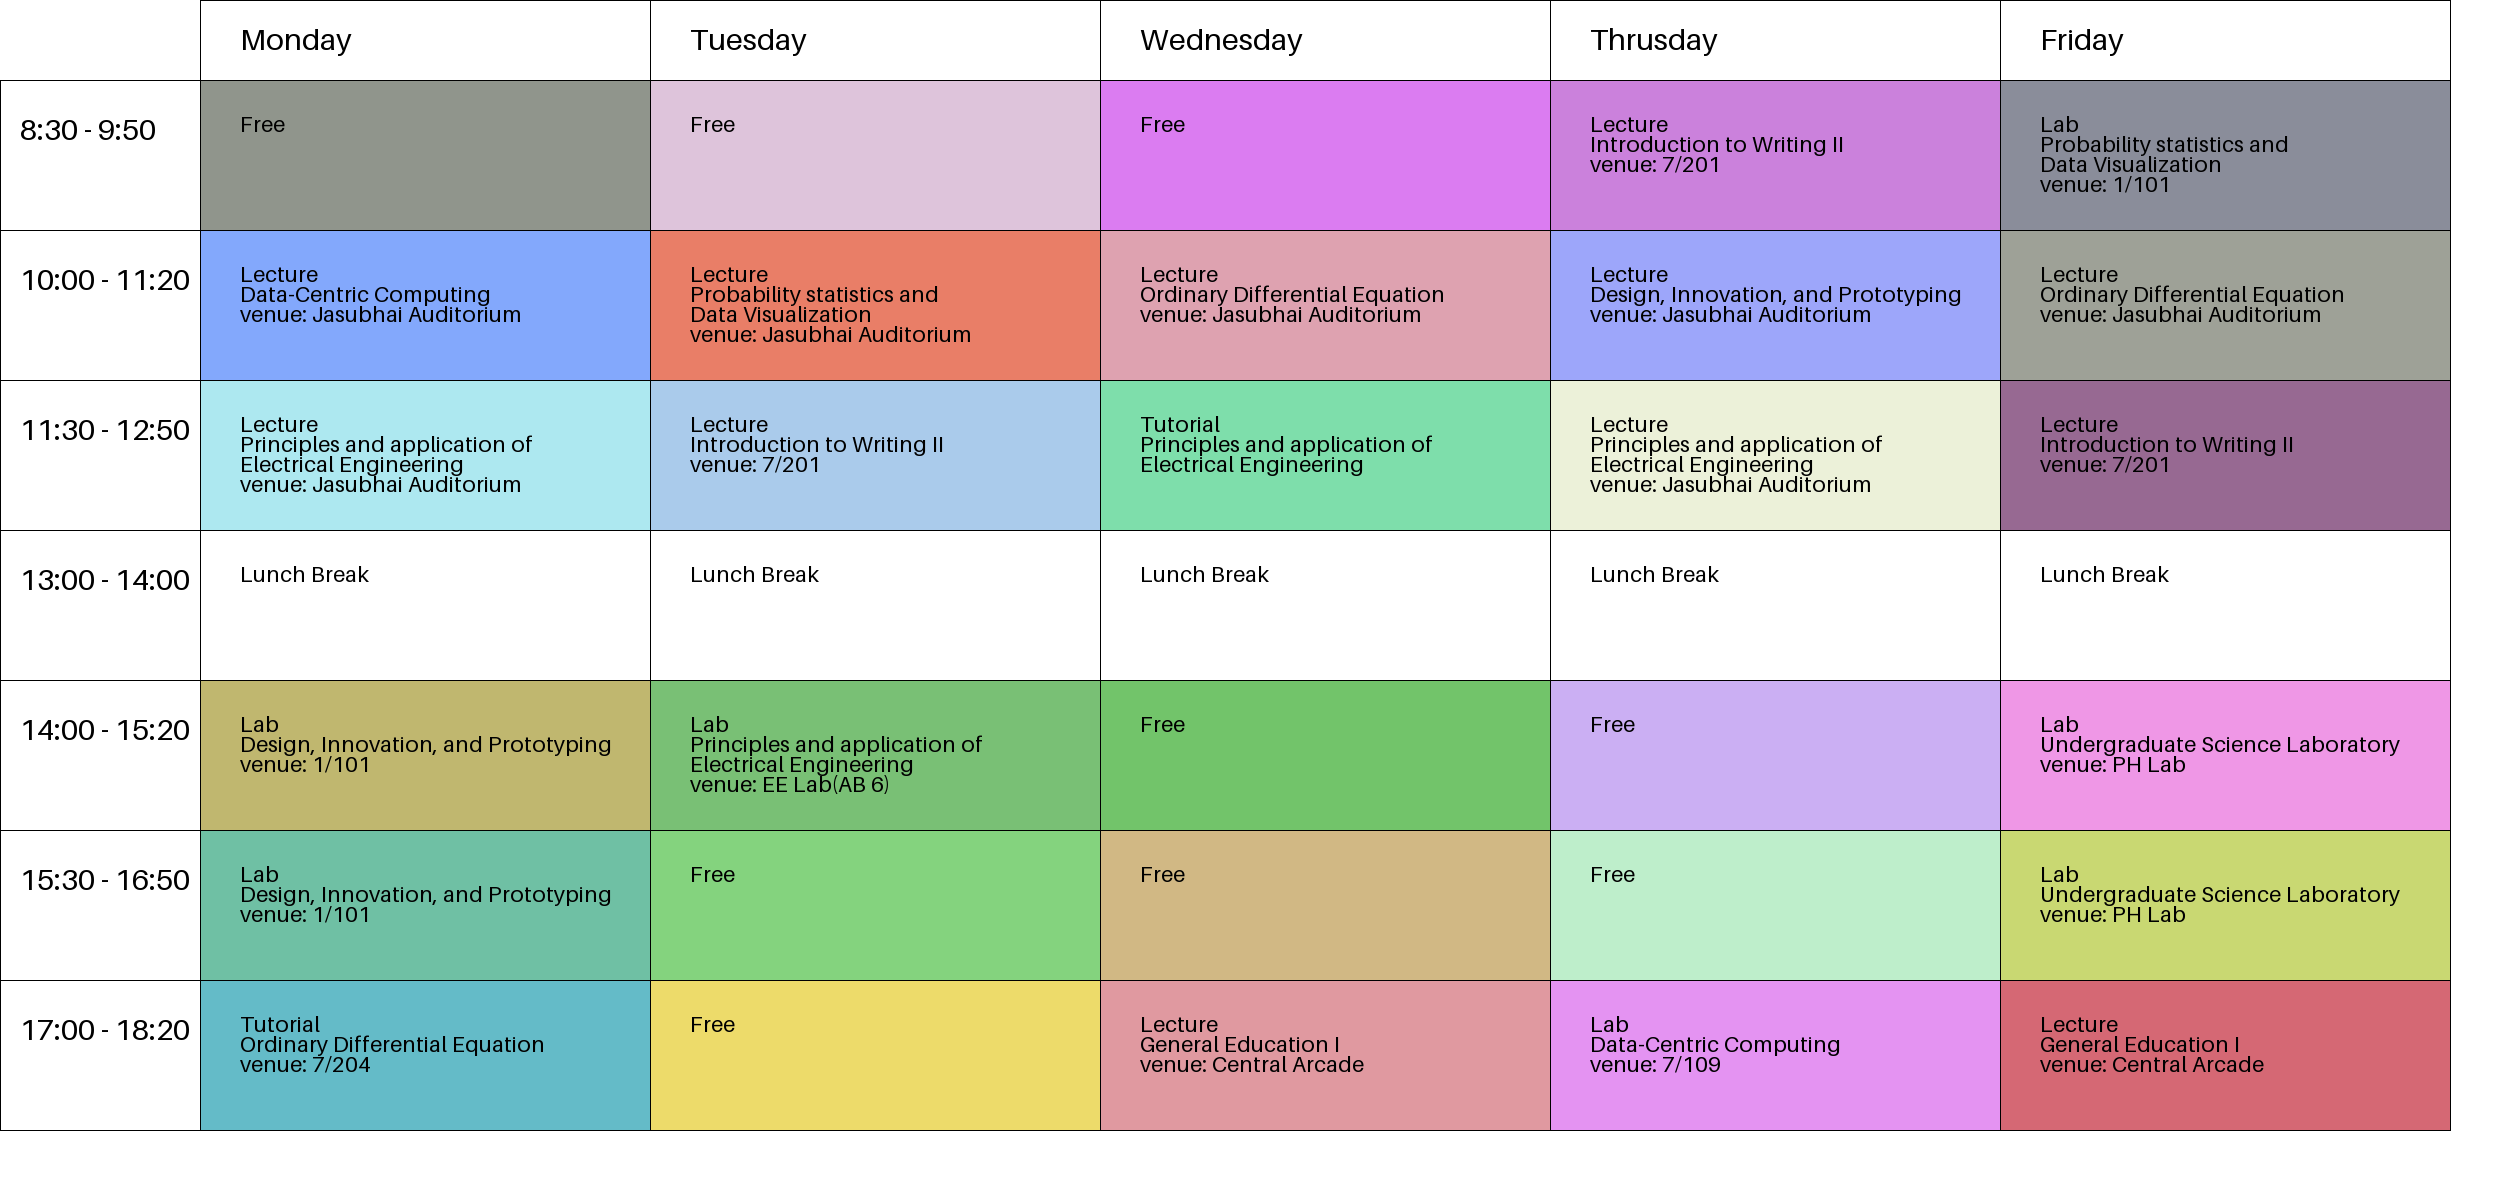 Monday
Tuesday
Wednesday
Thrusday
Friday
8:30 - 9:50
Free
Free
Free
Lecture
Introduction to Writing II
venue: 7/201
Lab
Probability statistics and
Data Visualization
venue: 1/101
10:00 - 11:20
Lecture
Data-Centric Computing
venue: Jasubhai Auditorium
Lecture
Probability statistics and
Data Visualization
venue: Jasubhai Auditorium
Lecture
Ordinary Differential Equation
venue: Jasubhai Auditorium
Lecture
Design, Innovation, and Prototyping
venue: Jasubhai Auditorium
Lecture
Ordinary Differential Equation
venue: Jasubhai Auditorium
11:30 - 12:50
Lecture
Principles and application of
Electrical Engineering
venue: Jasubhai Auditorium
Lecture
Introduction to Writing II
venue: 7/201
Tutorial
Principles and application of
Electrical Engineering
Lecture
Principles and application of
Electrical Engineering
venue: Jasubhai Auditorium
Lecture
Introduction to Writing II
venue: 7/201
13:00 - 14:00
Lunch Break
Lunch Break
Lunch Break
Lunch Break
Lunch Break
14:00 - 15:20
Lab
Design, Innovation, and Prototyping
venue: 1/101
Lab
Principles and application of
Electrical Engineering
venue: EE Lab(AB 6)
Free
Free
Lab
Undergraduate Science Laboratory
venue: PH Lab
15:30 - 16:50
Lab
Design, Innovation, and Prototyping
venue: 1/101
Free
Free
Free
Lab
Undergraduate Science Laboratory
venue: PH Lab
17:00 - 18:20
Tutorial
Ordinary Differential Equation
venue: 7/204
Free
Lecture
General Education I
venue: Central Arcade
Lab
Data-Centric Computing
venue: 7/109
Lecture
General Education I
venue: Central Arcade